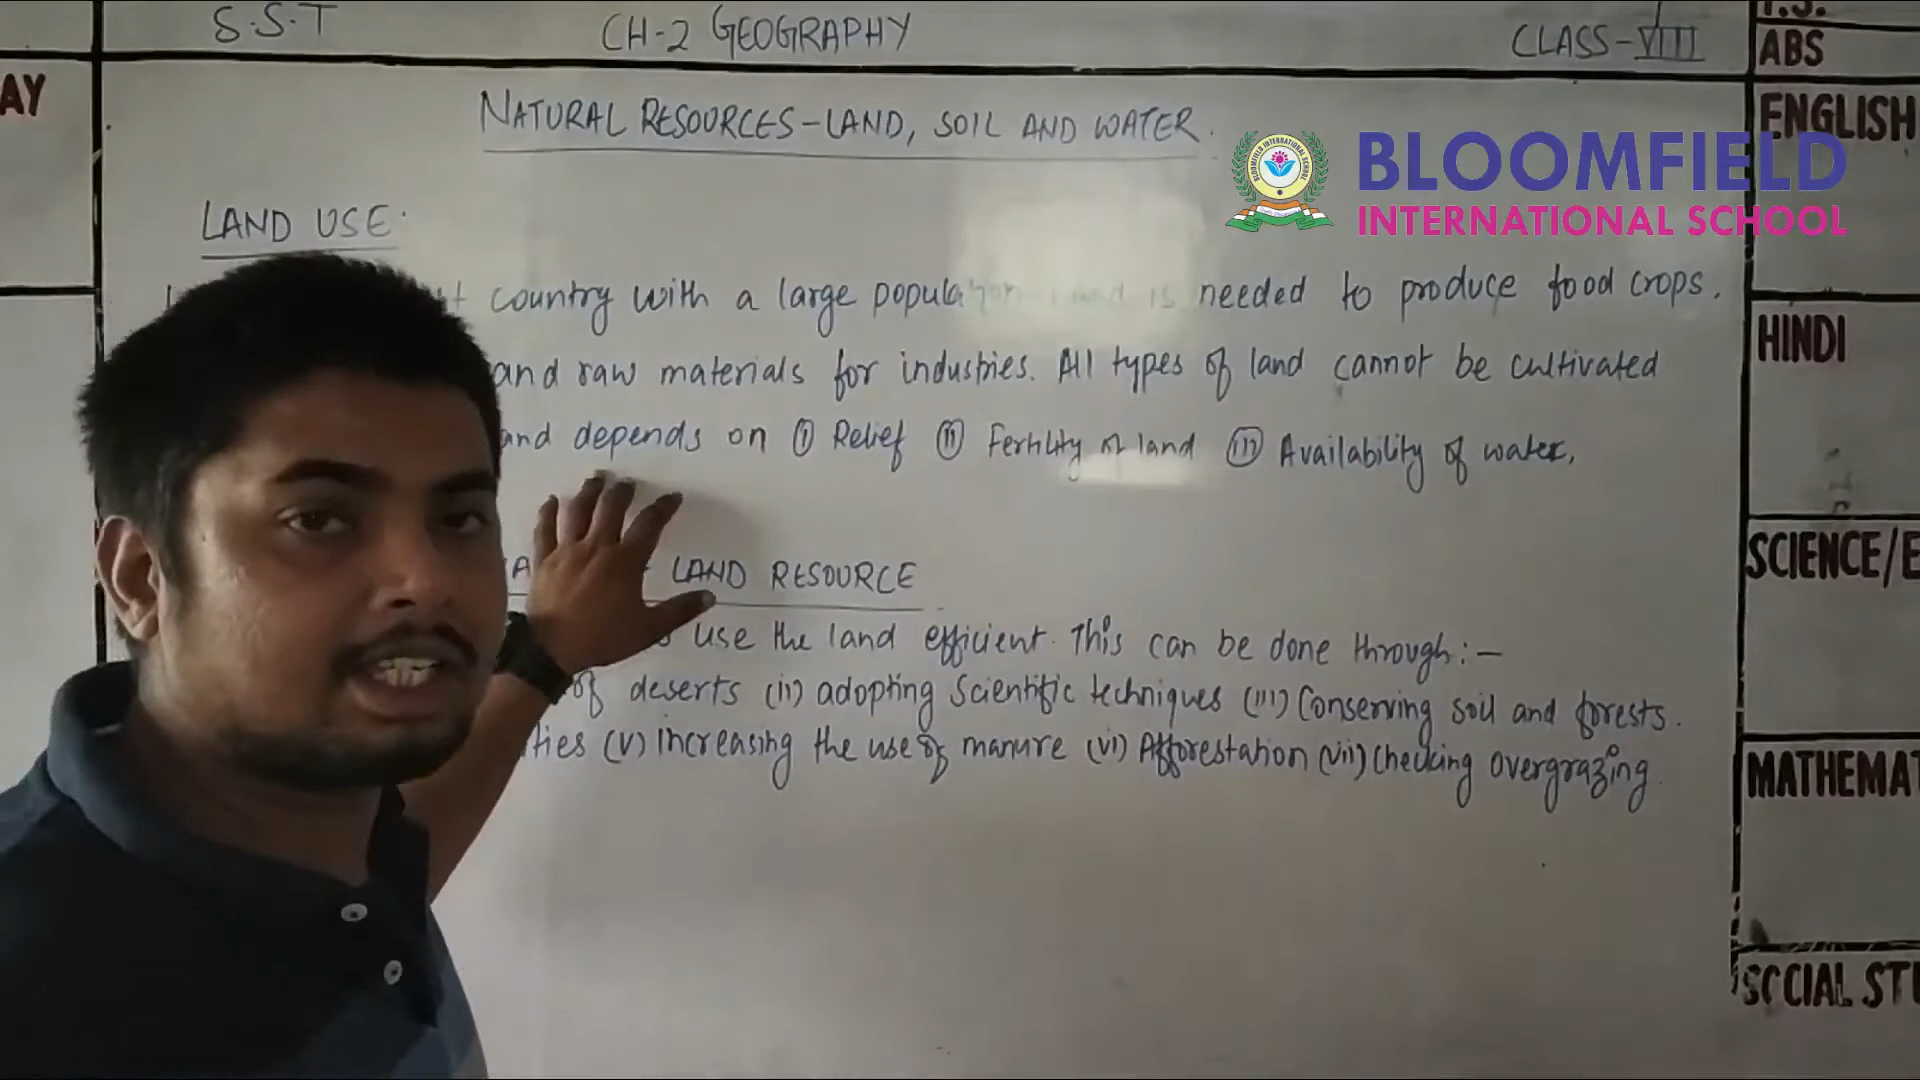 S.S.T
CH-2 GEOGRAPHY
CLASS-VIII
T.S.
ABS
AY
NATURAL RESOURCES-LAND, SOIL AND WATER.
ENGLISH
BLOOMFIELD
INTERNATIONAL SCHOOL
LAND USE.
country with a large population land is needed to produce food crops.
HINDI
and raw materials for industries. All types of land cannot be cultivated
and depends on (i) Relief (ii) Fertility of land (iii) Availability of water.
SCIENCE/E
LAND RESOURCE
use the land efficient. This can be done through:-
of deserts (ii) adopting scientific techniques (iii) Conserving soil and forests.
ties (v) increasing the use of manure (vi) Afforestation (vii) Checking overgrazing.
MATHEMAT
SOCIAL STU